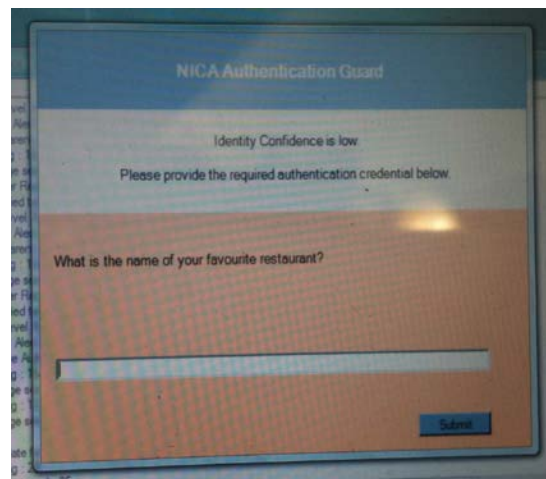 NICA Authentication Guard
Identity Confidence is low
Please provide the required authentication credential below.
What is the name of your favourite restaurant?
Submit